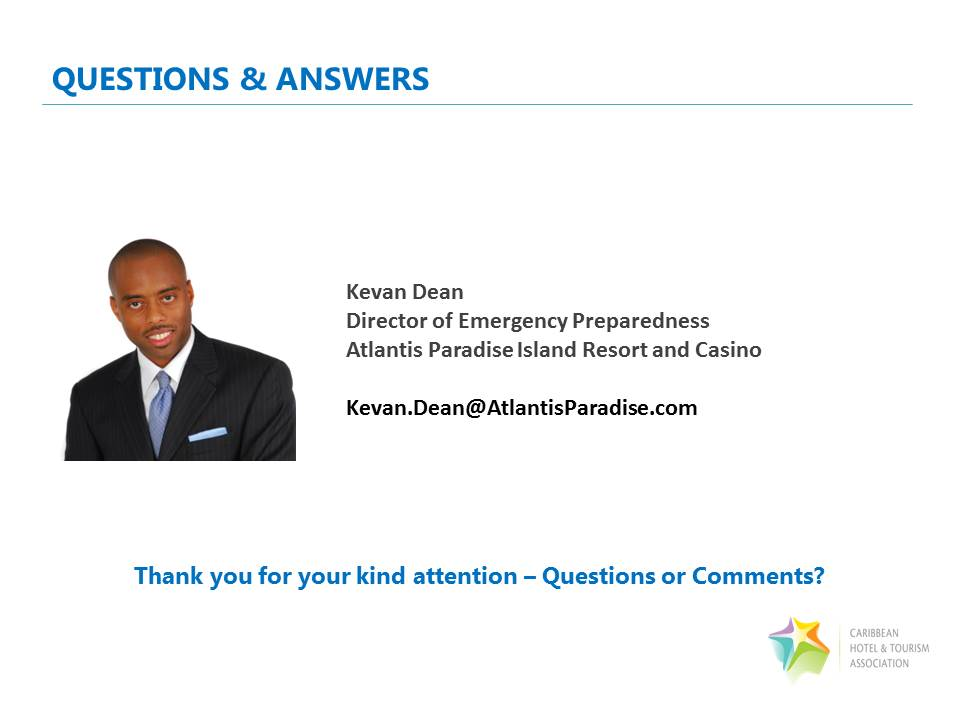 QUESTIONS & ANSWERS
Kevan Dean
Director of Emergency Preparedness
Atlantis Paradise Island Resort and Casino
Kevan.Dean@AtlantisParadise.com
Thank you for your kind attention – Questions or Comments?
CARIBBEAN
HOTEL & TOURISM
ASSOCIATION